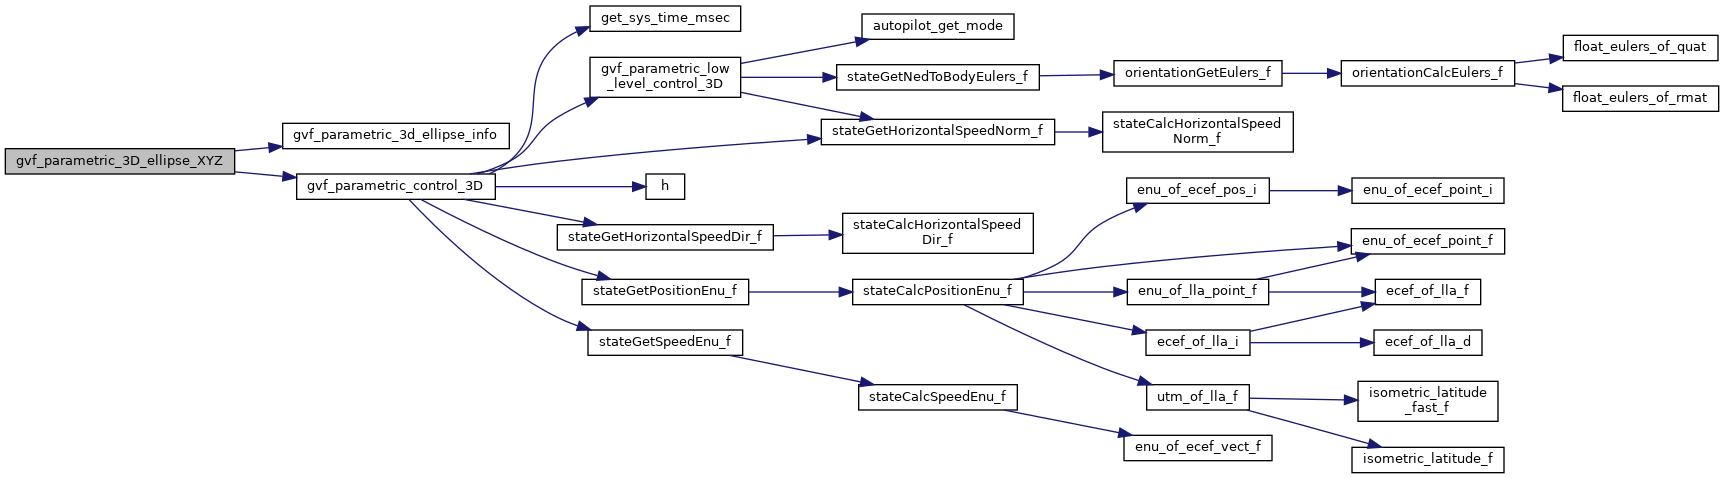 get_sys_time_msec
autopilot_get_mode
gvf_parametric_low
_level_control_3D
stateGetNedToBodyEulers_f
orientationGetEulers_f
orientationCalcEulers_f
float_eulers_of_quat
float_eulers_of_rmat
gvf_parametric_3d_ellipse_info
stateGetHorizontalSpeedNorm_f
stateCalcHorizontalSpeed
Norm_f
gvf_parametric_3D_ellipse_XYZ
gvf_parametric_control_3D
h
enu_of_ecef_pos_i
enu_of_ecef_point_i
stateGetHorizontalSpeedDir_f
stateCalcHorizontalSpeed
Dir_f
enu_of_ecef_point_f
stateGetPositionEnu_f
stateCalcPositionEnu_f
enu_of_lla_point_f
ecef_of_lla_f
stateGetSpeedEnu_f
ecef_of_lla_i
ecef_of_lla_d
stateCalcSpeedEnu_f
utm_of_lla_f
isometric_latitude
_fast_f
enu_of_ecef_vect_f
isometric_latitude_f